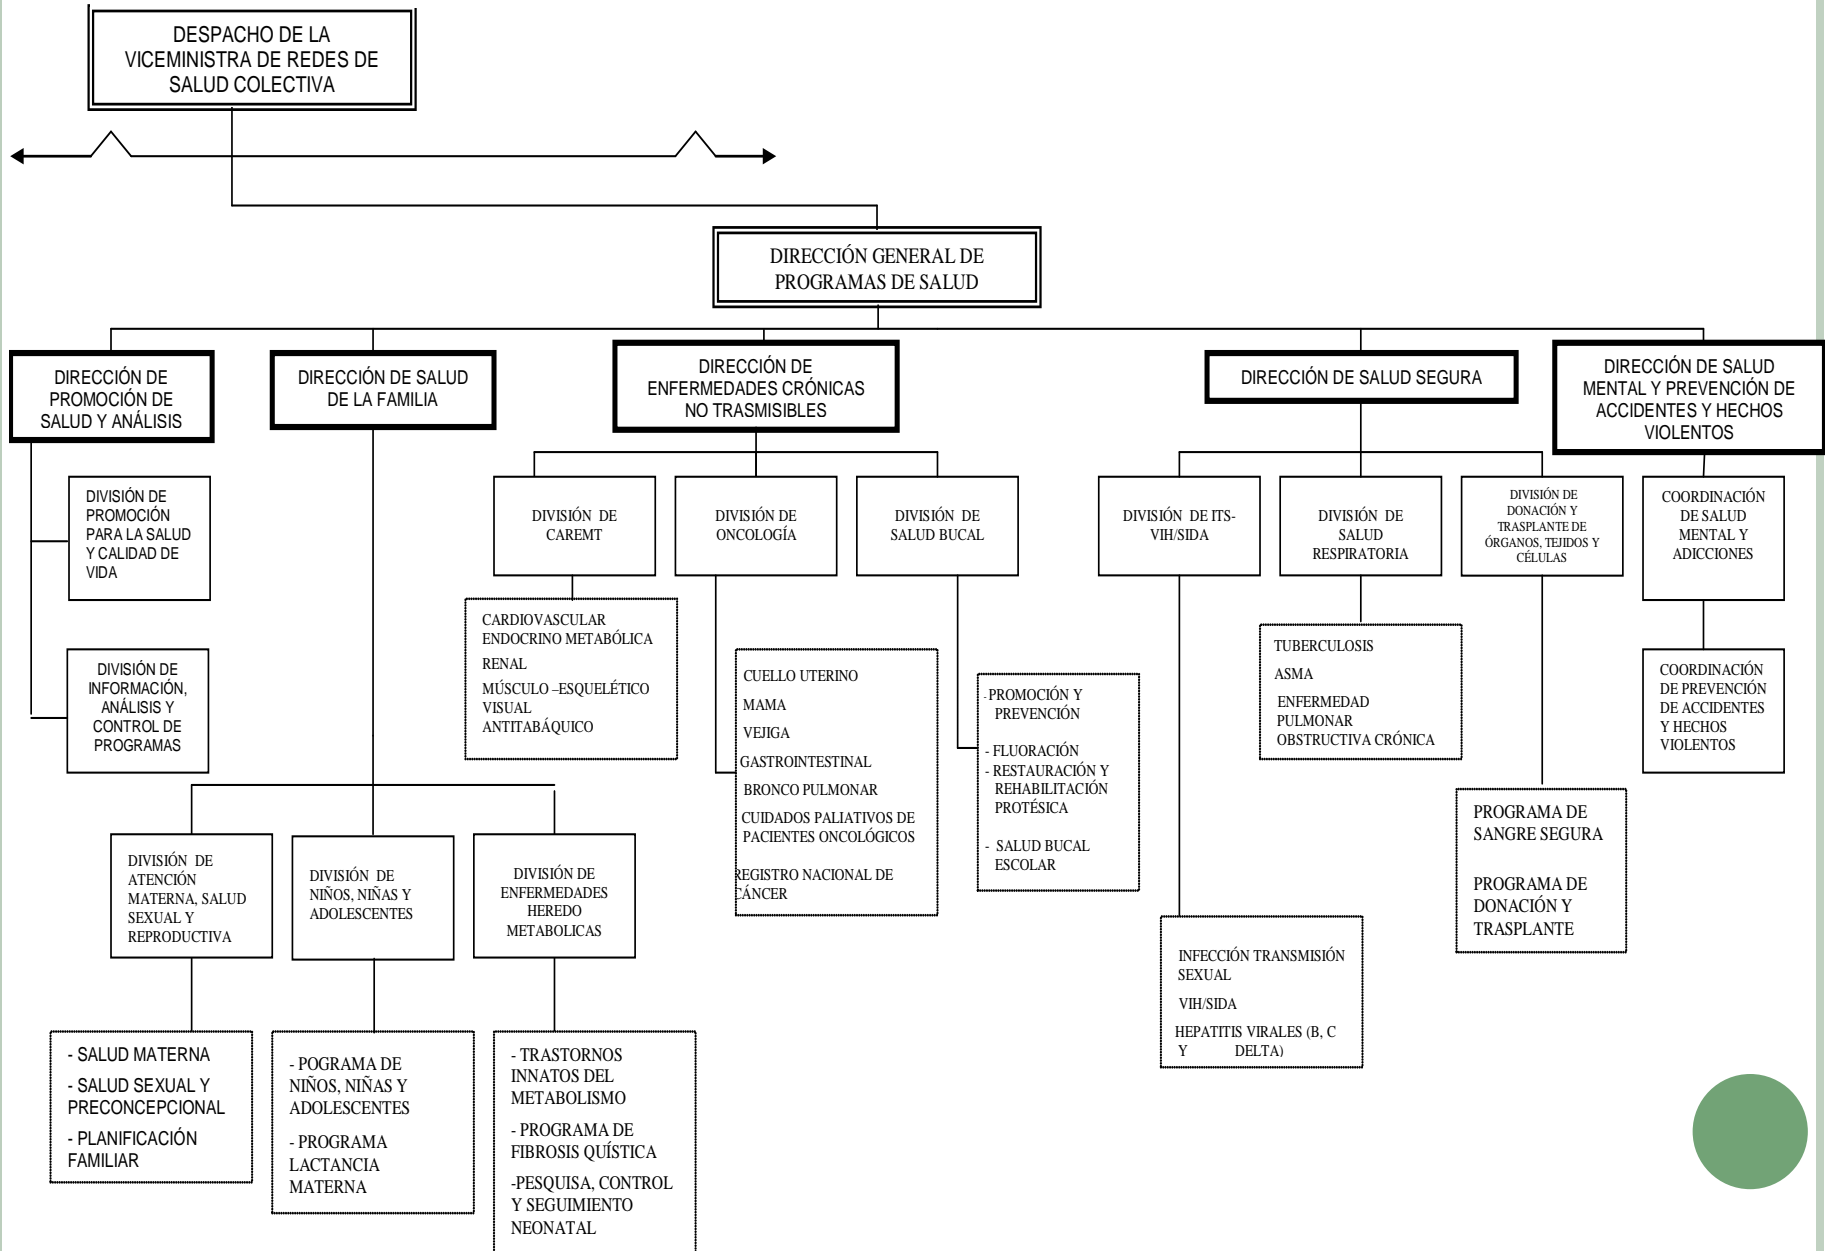 DESPACHO DE LA
VICEMINISTRA DE REDES DE
SALUD COLECTIVA
DIRECCIÓN GENERAL DE
PROGRAMAS DE SALUD
DIRECCIÓN DE
PROMOCIÓN DE
SALUD Y ANÁLISIS
DIRECCIÓN DE SALUD
DE LA FAMILIA
DIRECCIÓN DE
ENFERMEDADES CRÓNICAS
NO TRASMISIBLES
DIRECCIÓN DE SALUD SEGURA
DIRECCIÓN DE SALUD
MENTAL Y PREVENCIÓN DE
ACCIDENTES Y HECHOS
VIOLENTOS
DIVISIÓN DE
PROMOCIÓN
PARA LA SALUD
Y CALIDAD DE
VIDA
DIVISIÓN DE
INFORMACIÓN,
ANÁLISIS Y
CONTROL DE
PROGRAMAS
DIVISIÓN DE
CAREMT
DIVISIÓN DE
ONCOLOGÍA
DIVISIÓN DE
SALUD BUCAL
DIVISIÓN DE ITS-
VIH/SIDA
DIVISIÓN DE
SALUD
RESPIRATORIA
DIVISIÓN DE
DONACIÓN Y
TRASPLANTE DE
ÓRGANOS, TEJIDOS Y
CÉLULAS
COORDINACIÓN
DE SALUD
MENTAL Y
ADICCIONES
COORDINACIÓN
DE PREVENCIÓN
DE ACCIDENTES
Y HECHOS
VIOLENTOS
CARDIOVASCULAR
ENDOCRINO METABÓLICA
RENAL
MÚSCULO –ESQUELÉTICO
VISUAL
ANTITABÁQUICO
CUELLO UTERINO
MAMA
VEJIGA
GASTROINTESTINAL
BRONCO PULMONAR
CUIDADOS PALIATIVOS DE
PACIENTES ONCOLÓGICOS
REGISTRO NACIONAL DE
CÁNCER
- PROMOCIÓN Y
PREVENCIÓN
- FLUORACIÓN
- RESTAURACIÓN Y
REHABILITACIÓN
PROTÉSICA
- SALUD BUCAL
ESCOLAR
TUBERCULOSIS
ASMA
ENFERMEDAD
PULMONAR
OBSTRUCTIVA CRÓNICA
PROGRAMA DE
SANGRE SEGURA
PROGRAMA DE
DONACIÓN Y
TRASPLANTE
INFECCIÓN TRANSMISIÓN
SEXUAL
VIH/SIDA
HEPATITIS VIRALES (B, C
Y DELTA)
DIVISIÓN DE
ATENCIÓN
MATERNA, SALUD
SEXUAL Y
REPRODUCTIVA
DIVISIÓN DE
NIÑOS, NIÑAS Y
ADOLESCENTES
DIVISIÓN DE
ENFERMEDADES
HEREDO
METABOLICAS
- SALUD MATERNA
- SALUD SEXUAL Y
PRECONCEPCIONAL
- PLANIFICACIÓN
FAMILIAR
- POGRAMA DE
NIÑOS, NIÑAS Y
ADOLESCENTES
- PROGRAMA
LACTANCIA
MATERNA
- TRASTORNOS
INNATOS DEL
METABOLISMO
- PROGRAMA DE
FIBROSIS QUÍSTICA
-PESQUISA, CONTROL
Y SEGUIMIENTO
NEONATAL